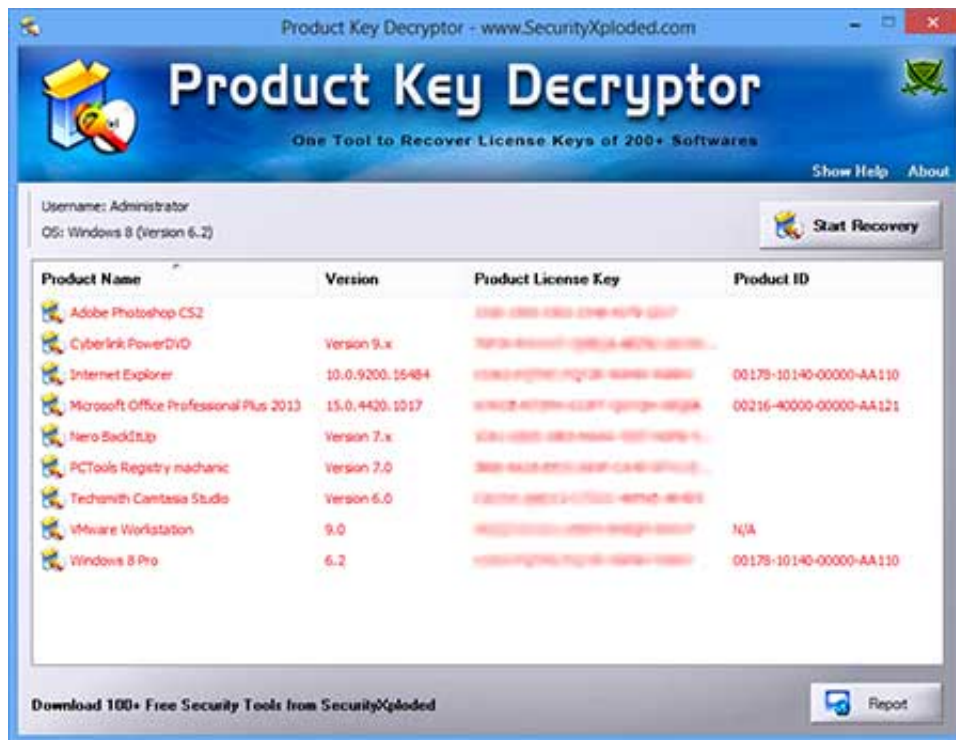 Product Key Decryptor - www.SecurityXploded.com
Product Key Decryptor
One Tool to Recover License Keys of 200+ Softwares
Show Help About
Username: Administrator
OS: Windows 8 (Version 6.2)
Start Recovery
Product Name Version Product License Key Product ID
Adobe Photoshop CS2
Cyberlink PowerDVD Version 9.x
Internet Explorer 10.0.9200.16484 00178-10140-00000-AA110
Microsoft Office Professional Plus 2013 15.0.4420.1017 00216-40000-00000-AA121
Nero BackItUp Version 7.x
PCTools Registry machanic Version 7.0
Techsmith Camtasia Studio Version 6.0
VMware Workstation 9.0 N/A
Windows 8 Pro 6.2 00178-10140-00000-AA110
Download 100+ Free Security Tools from SecurityXploded
Report